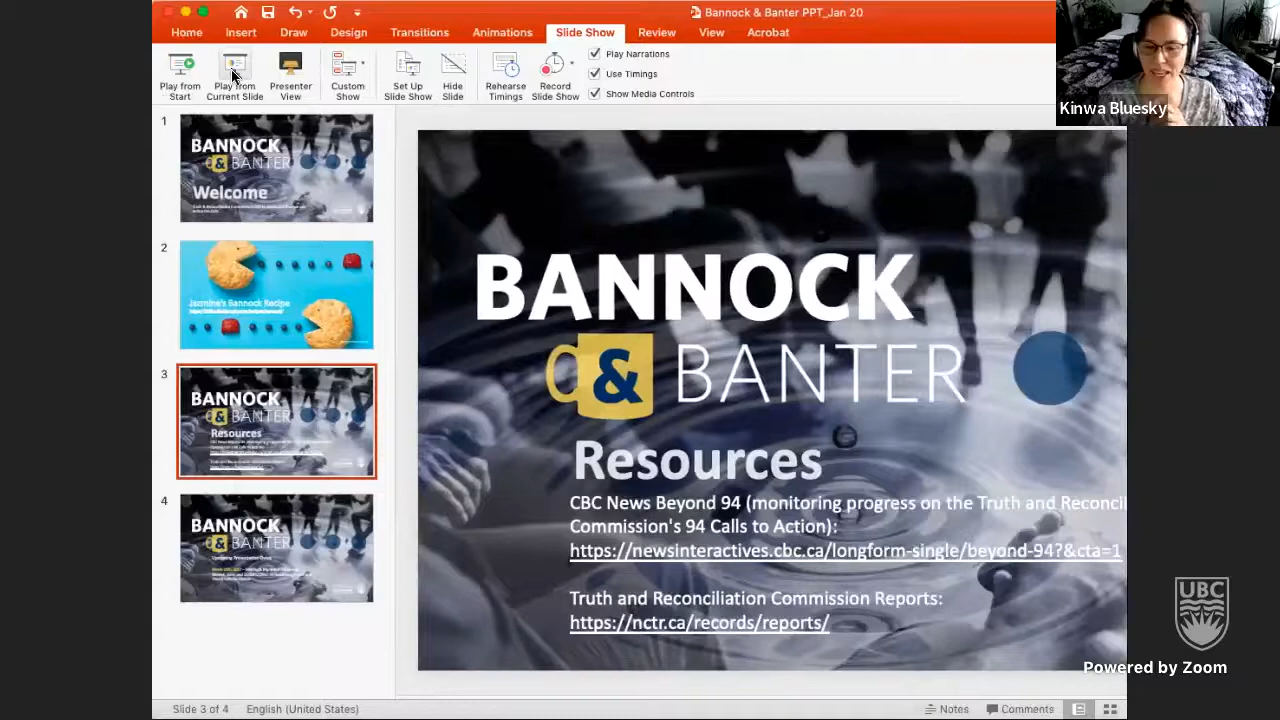 Bannock & Banter PPT_Jan 20
Home Insert Draw Design Transitions Animations Slide Show Review View Acrobat
Play from Start
Play from Current Slide
Presenter View
Custom Show
Set Up Slide Show
Hide Slide
Rehearse Timings
Record Slide Show
Play Narrations
Use Timings
Show Media Controls
Kinwa Bluesky
1
BANNOCK
& BANTER
Welcome
2
Jazmine's Bannock Recipe
3
BANNOCK
& BANTER
Resources
4
BANNOCK
& BANTER
BANNOCK
& BANTER
Resources
CBC News Beyond 94 (monitoring progress on the Truth and Reconcil
Commission's 94 Calls to Action):
https://newsinteractives.cbc.ca/longform-single/beyond-94?&cta=1
Truth and Reconciliation Commission Reports:
https://nctr.ca/records/reports/
UBC
Powered by Zoom
Slide 3 of 4 English (United States) Notes Comments